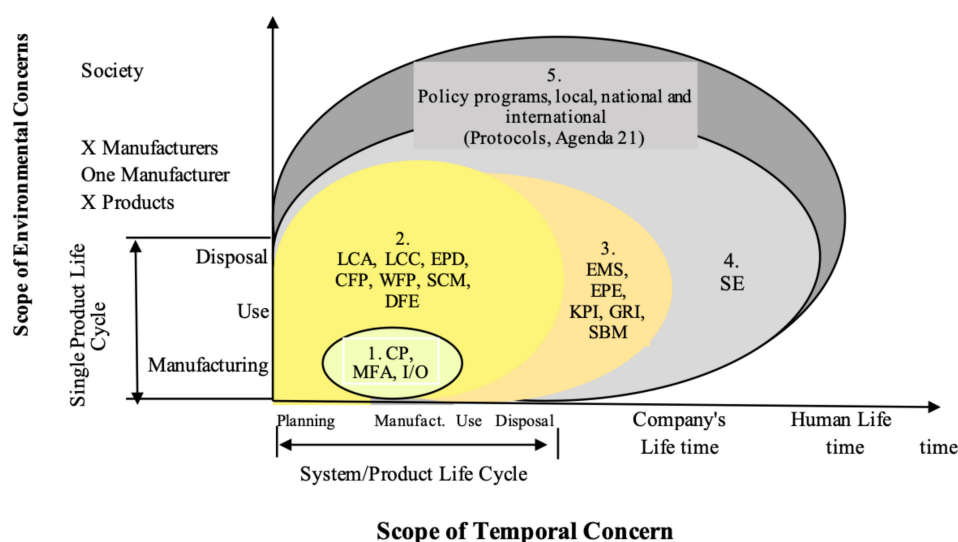 Scope of Environmental Concerns
Society
X Manufacturers
One Manufacturer
X Products
Single Product Life
Cycle
Disposal
Use
Manufacturing
5.
Policy programs, local, national and
international
(Protocols, Agenda 21)
2.
LCA, LCC, EPD,
CFP, WFP, SCM,
DFE
1. CP,
MFA, I/O
3.
EMS,
EPE,
KPI, GRI,
SBM
4.
SE
Planning Manufact. Use Disposal
System/Product Life Cycle
Company's
Life time
Human Life
time
time
Scope of Temporal Concern